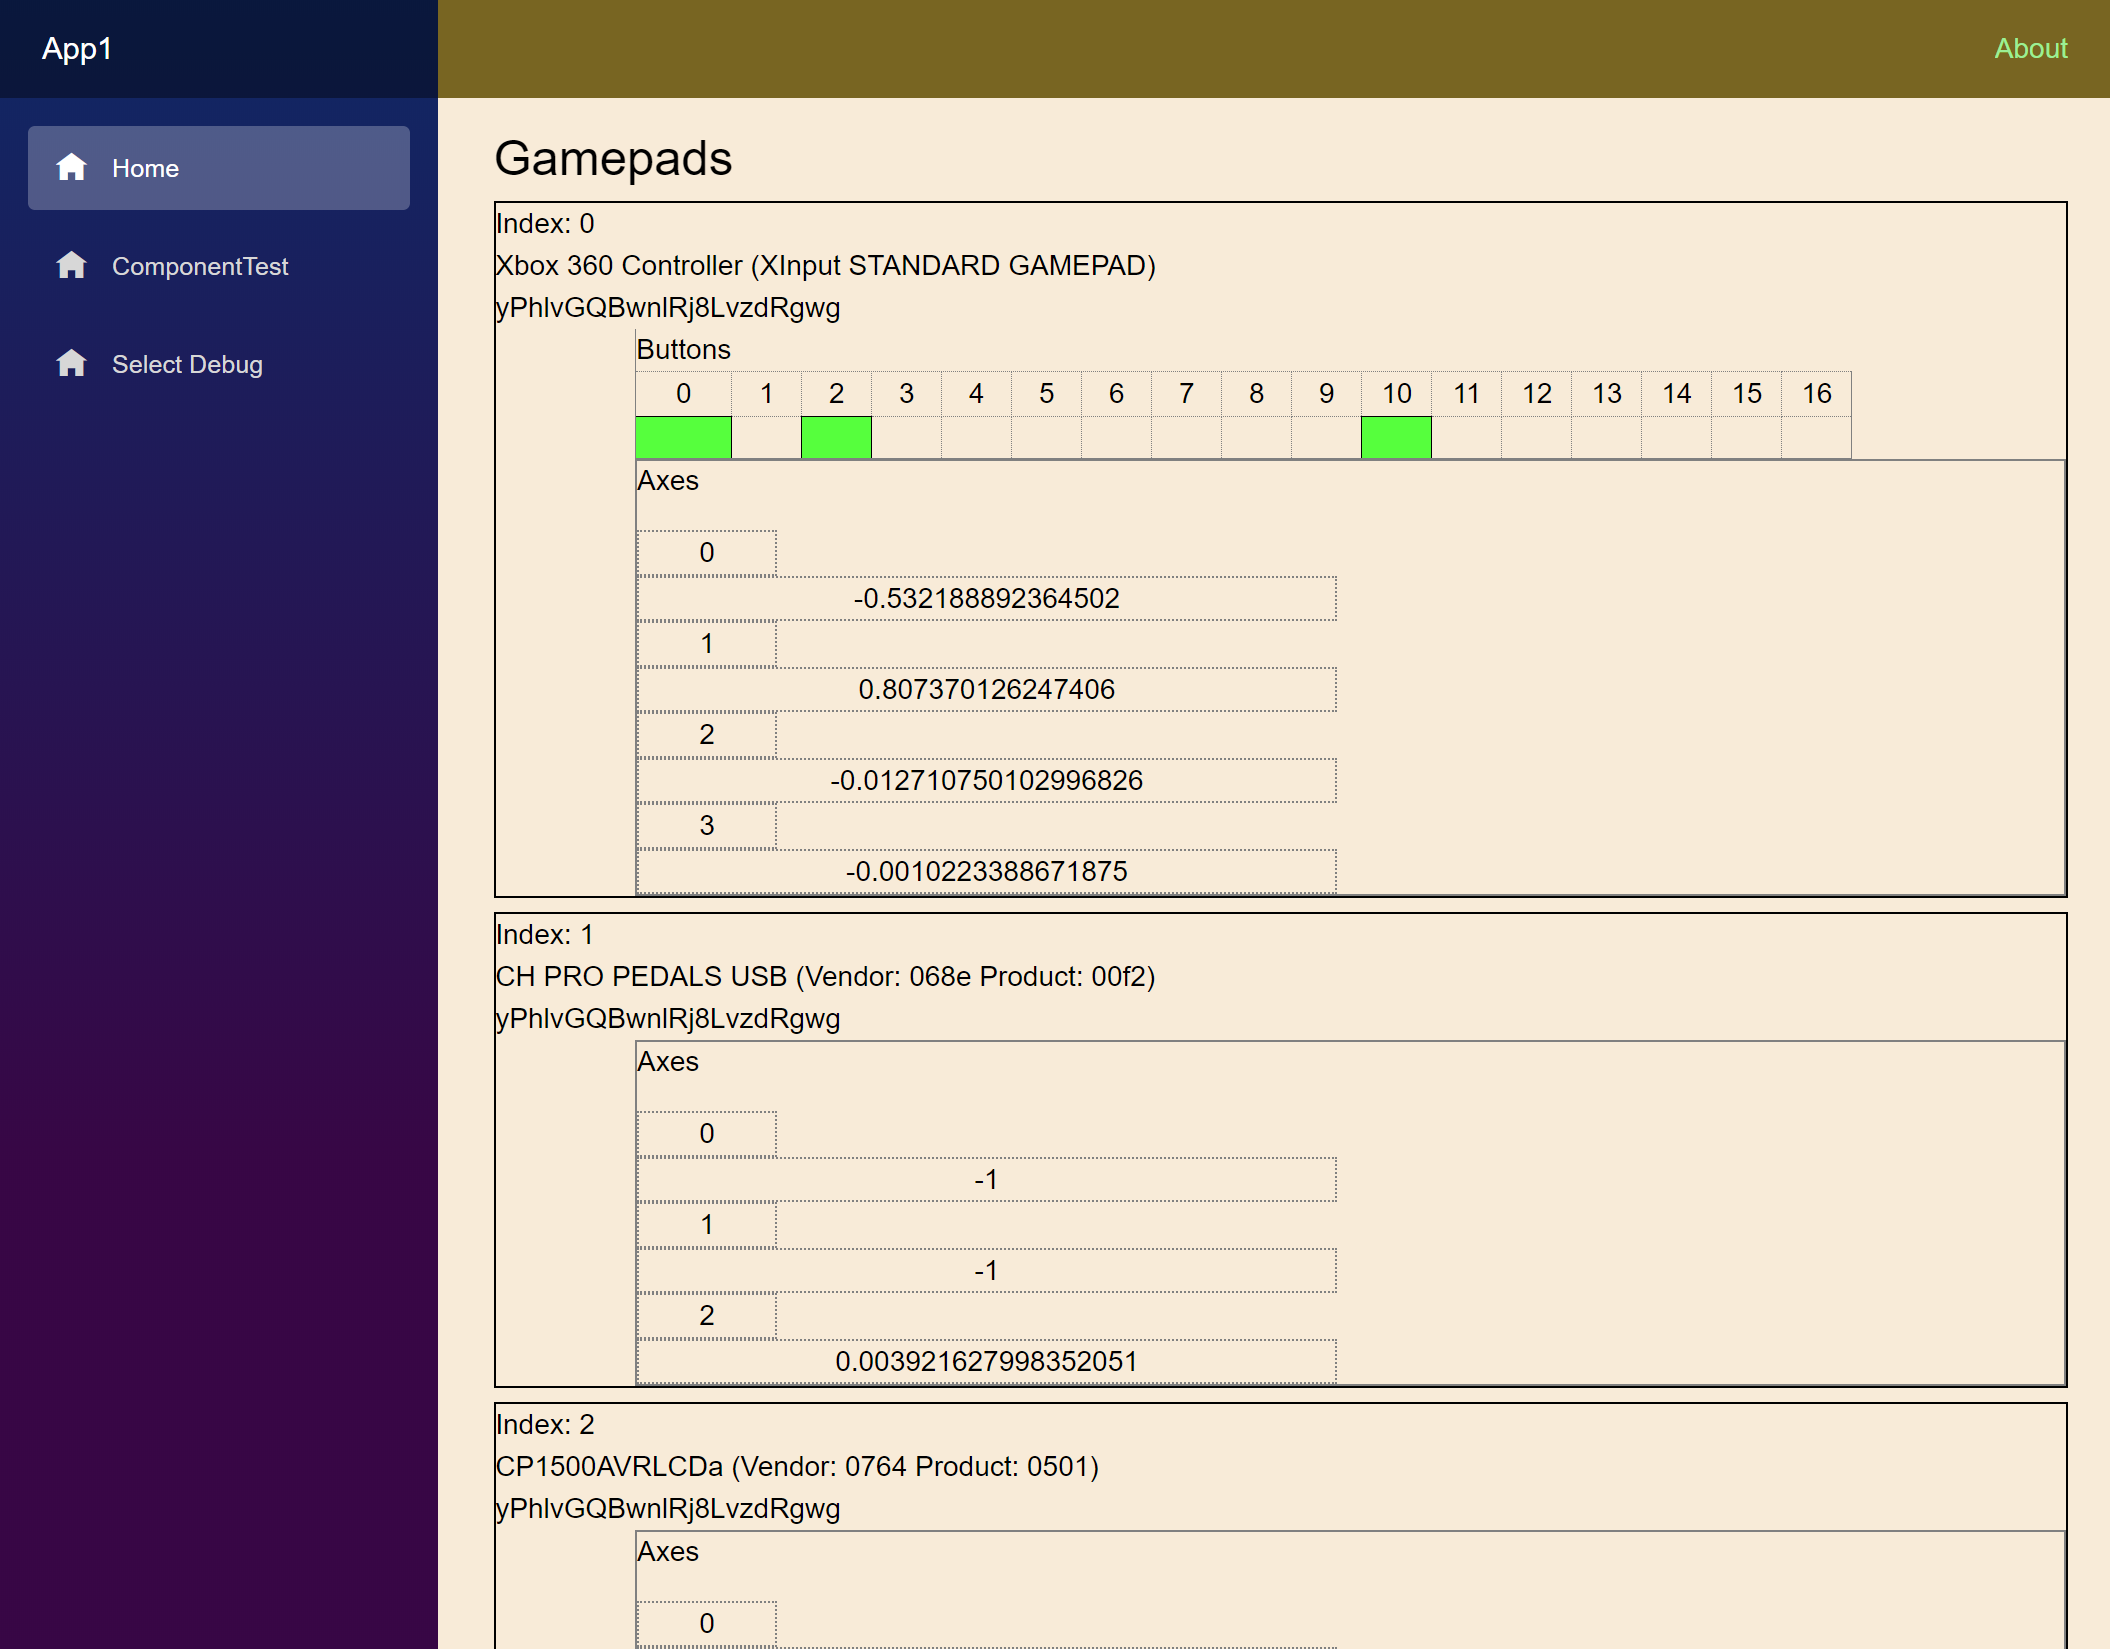 App1
About
Home
ComponentTest
Select Debug
Gamepads
Index: 0
Xbox 360 Controller (XInput STANDARD GAMEPAD)
yPhlvGQBwnlRj8LvzdRgwg
Buttons
0 1 2 3 4 5 6 7 8 9 10 11 12 13 14 15 16
Axes
0
-0.532188892364502
1
0.807370126247406
2
-0.012710750102996826
3
-0.0010223388671875
Index: 1
CH PRO PEDALS USB (Vendor: 068e Product: 00f2)
yPhlvGQBwnlRj8LvzdRgwg
Axes
0
-1
1
-1
2
0.003921627998352051
Index: 2
CP1500AVRLCDa (Vendor: 0764 Product: 0501)
yPhlvGQBwnlRj8LvzdRgwg
Axes
0